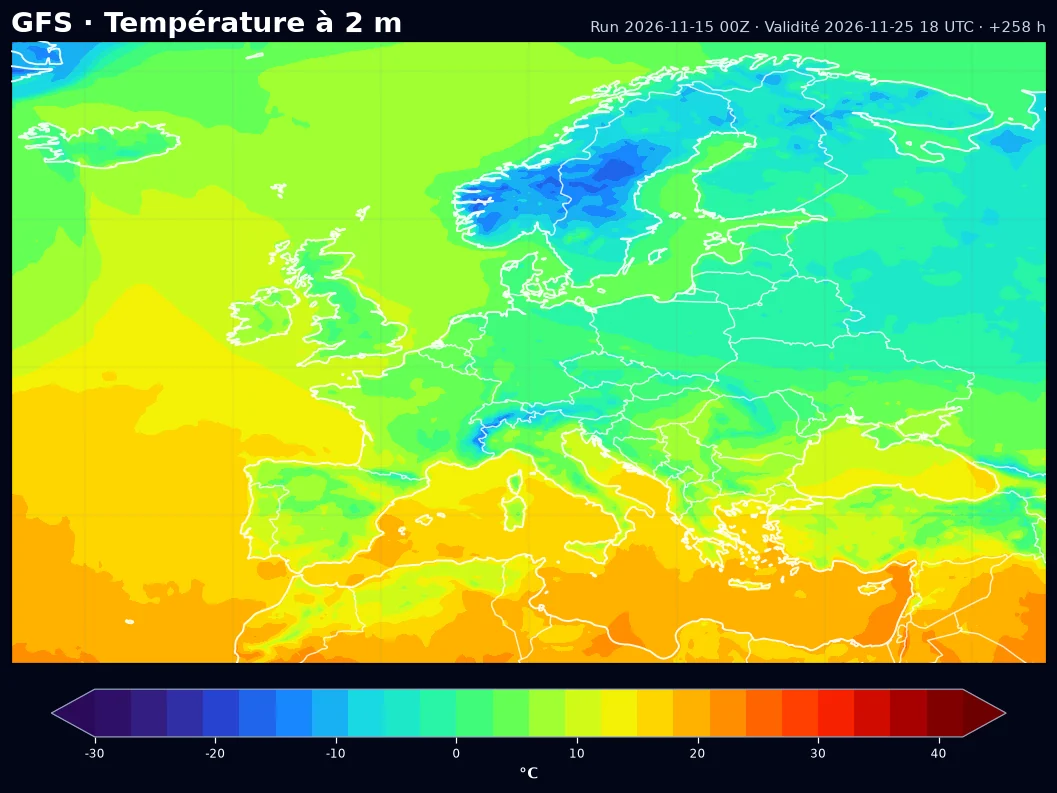 GFS · Température à 2 m
Run 2026-11-15 00Z · Validité 2026-11-25 18 UTC · +258 h
-30 -20 -10 0 10 20 30 40
°C